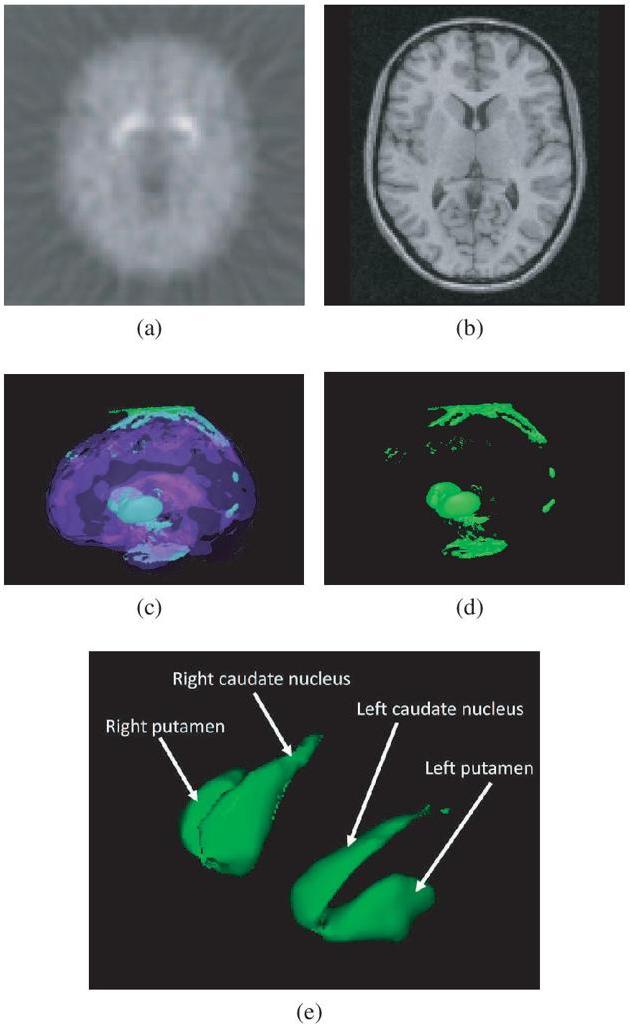 (a)
(b)
(c)
(d)
Right caudate nucleus
Left caudate nucleus
Right putamen
Left putamen
(e)